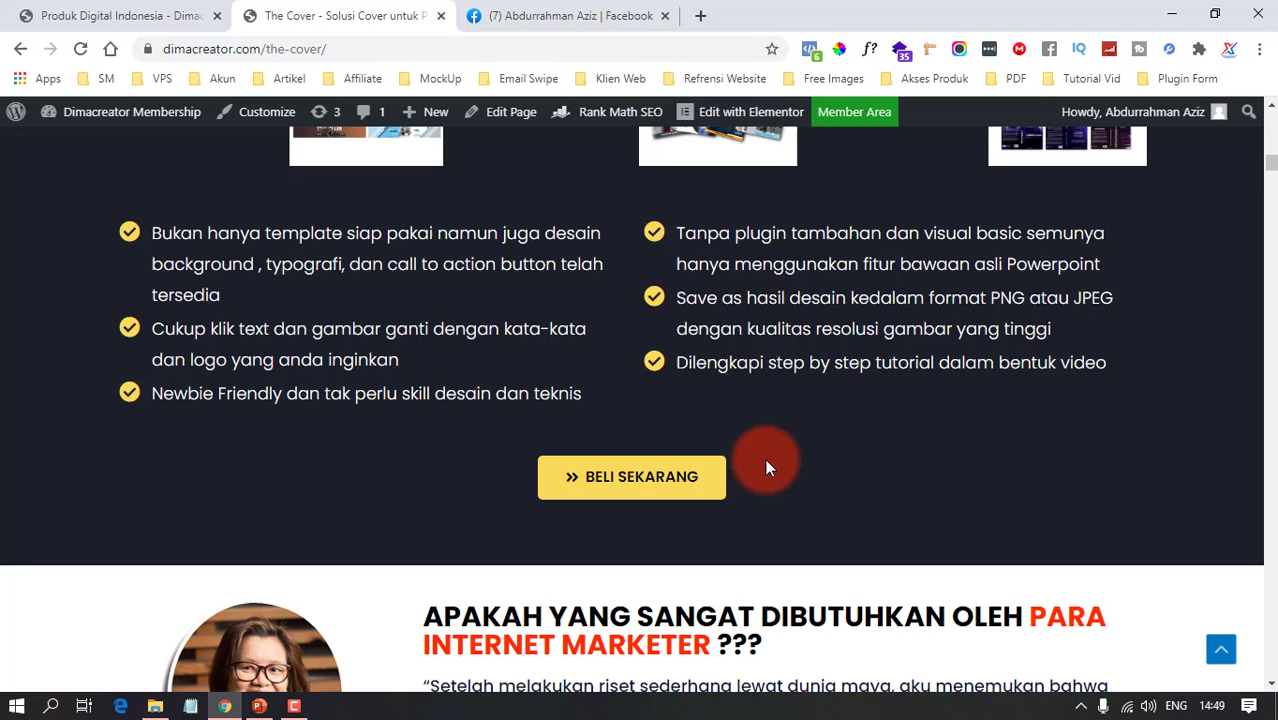 Produk Digital Indonesia - Dimac
The Cover - Solusi Cover untuk P
(7) Abdurrahman Aziz | Facebook
dimacreator.com/the-cover/
6
f?
35
IQ
Apps
SM
VPS
Akun
Artikel
Affiliate
MockUp
Email Swipe
Klien Web
Refrensi Website
Free Images
Akses Produk
PDF
Tutorial Vid
Plugin Form
Dimacreator Membership
Customize
3
1
New
Edit Page
Rank Math SEO
Edit with Elementor
Member Area
Howdy, Abdurrahman Aziz
Bukan hanya template siap pakai namun juga desain
background , typografi, dan call to action button telah
tersedia
Cukup klik text dan gambar ganti dengan kata-kata
dan logo yang anda inginkan
Newbie Friendly dan tak perlu skill desain dan teknis
Tanpa plugin tambahan dan visual basic semunya
hanya menggunakan fitur bawaan asli Powerpoint
Save as hasil desain kedalam format PNG atau JPEG
dengan kualitas resolusi gambar yang tinggi
Dilengkapi step by step tutorial dalam bentuk video
BELI SEKARANG
APAKAH YANG SANGAT DIBUTUHKAN OLEH PARA
INTERNET MARKETER ???
“Setelah melakukan riset sederhana lewat dunia maya, aku menemukan bahwa
ENG
14:49